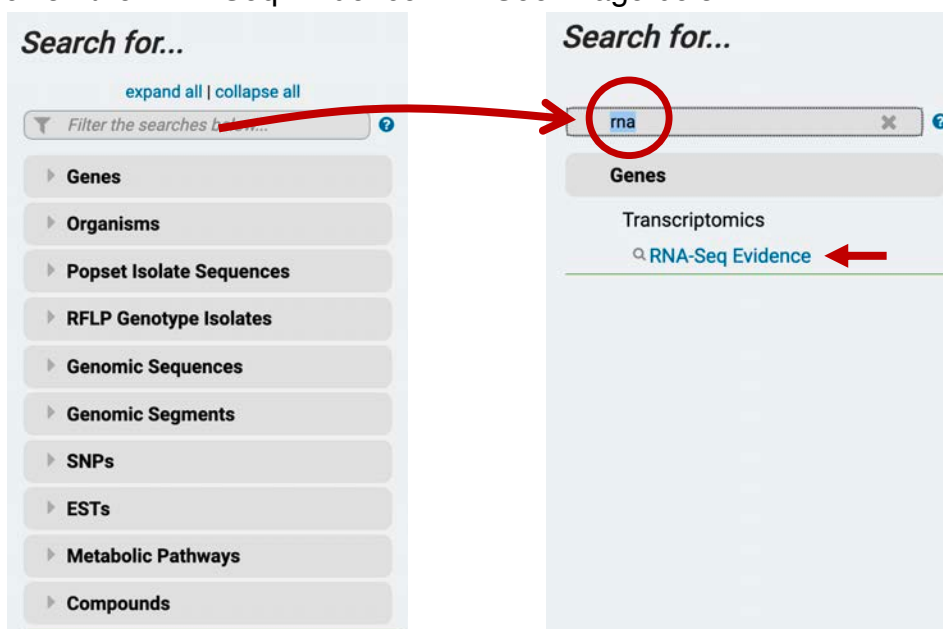 Search for...
expand all | collapse all
Filter the searches below...
Genes
Organisms
Popset Isolate Sequences
RFLP Genotype Isolates
Genomic Sequences
Genomic Segments
SNPs
ESTs
Metabolic Pathways
Compounds
Search for...
rna
Genes
Transcriptomics
RNA-Seq Evidence